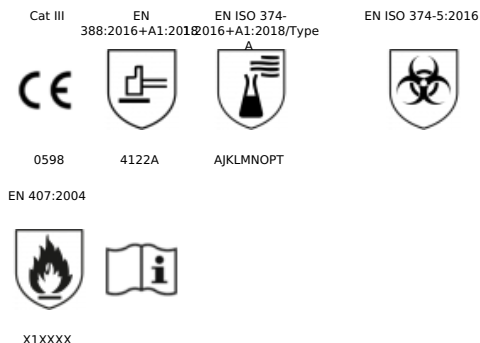 Cat III
EN
388:2016+A1:2018
EN ISO 374-
1:2016+A1:2018/Type
A
EN ISO 374-5:2016
CE
0598
4122A
AJKLMNOPT
EN 407:2004
i
X1XXXX